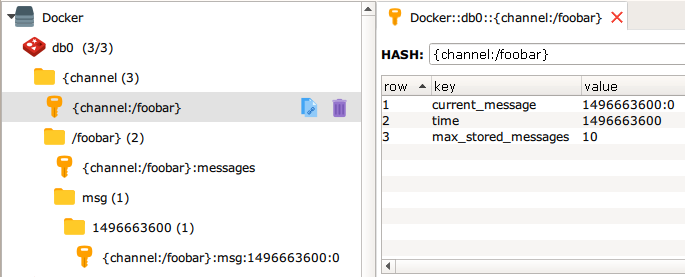 Docker
db0 (3/3)
{channel (3)
{channel:/foobar}
/foobar} (2)
{channel:/foobar}:messages
msg (1)
1496663600 (1)
{channel:/foobar}:msg:1496663600:0
Docker::db0::{channel:/foobar}
HASH: {channel:/foobar}
row key value
1 current_message 1496663600:0
2 time 1496663600
3 max_stored_messages 10